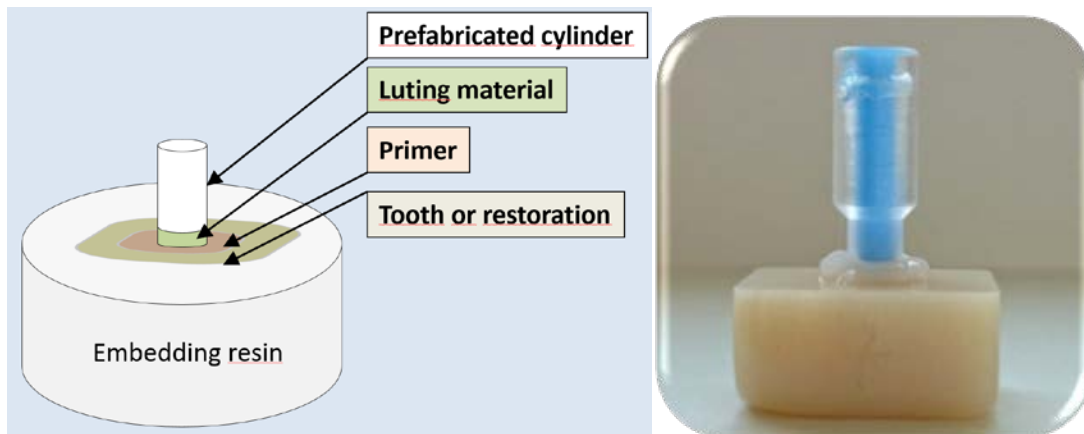 Prefabricated cylinder
Luting material
Primer
Tooth or restoration
Embedding resin